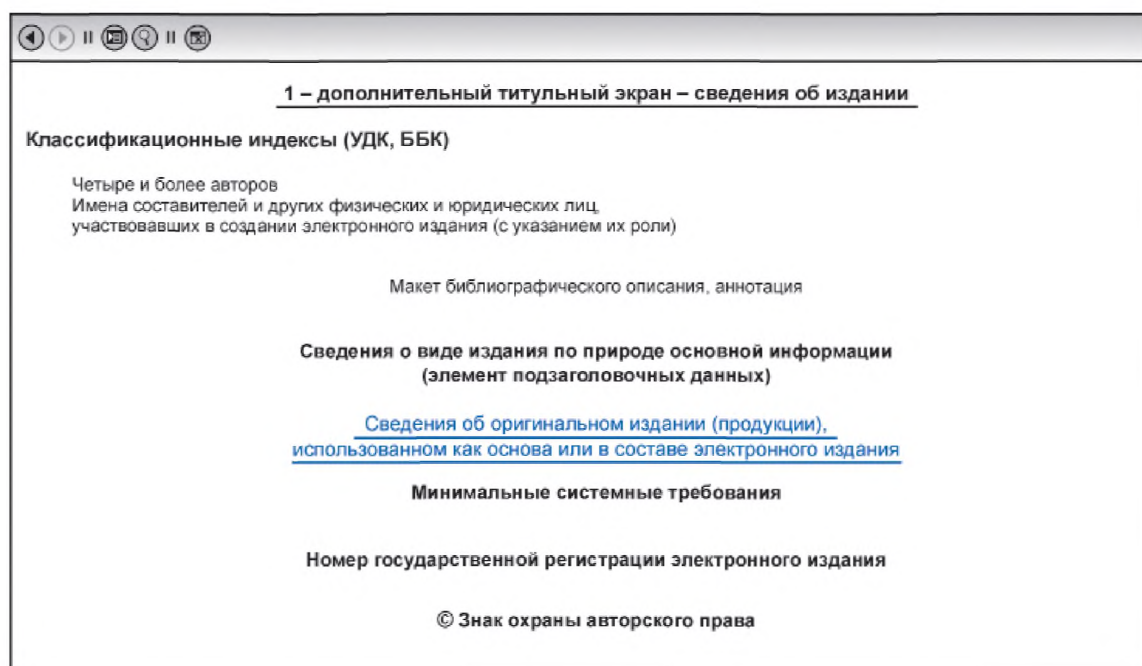 1 – дополнительный титульный экран – сведения об издании
Классификационные индексы (УДК, ББК)
Четыре и более авторов
Имена составителей и других физических и юридических лиц,
участвовавших в создании электронного издания (с указанием их роли)
Макет библиографического описания, аннотация
Сведения о виде издания по природе основной информации
(элемент подзаголовочных данных)
Сведения об оригинальном издании (продукции),
использованном как основа или в составе электронного издания
Минимальные системные требования
Номер государственной регистрации электронного издания
© Знак охраны авторского права